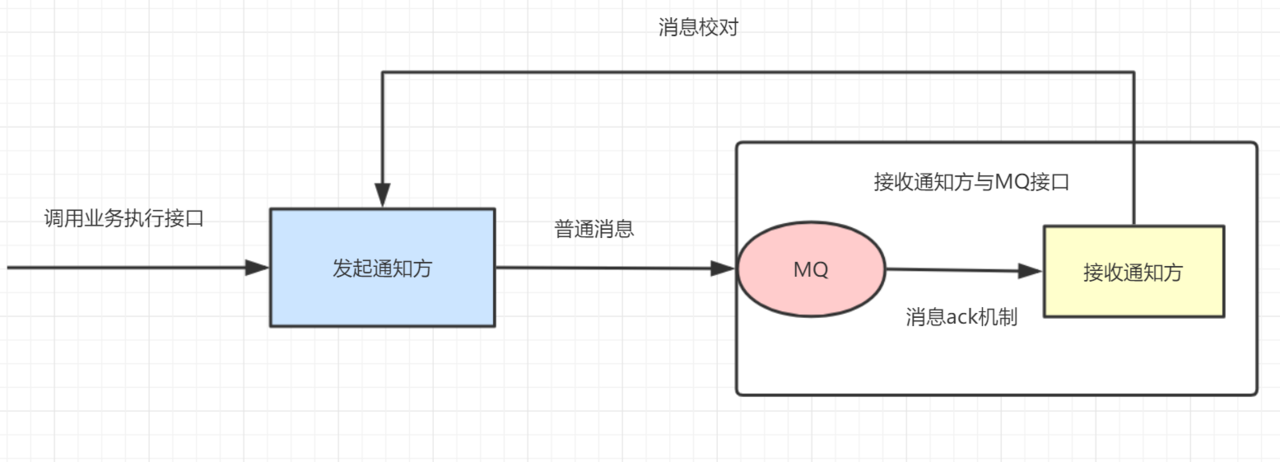 消息校对
接收通知方与MQ接口
调用业务执行接口
普通消息
发起通知方
MQ
接收通知方
消息ack机制